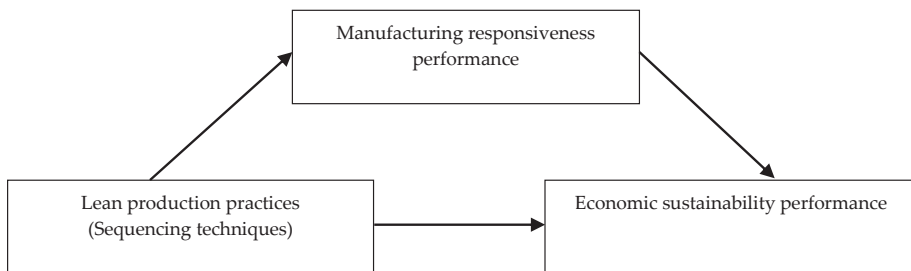 Manufacturing responsiveness
performance
Lean production practices
(Sequencing techniques)
Economic sustainability performance